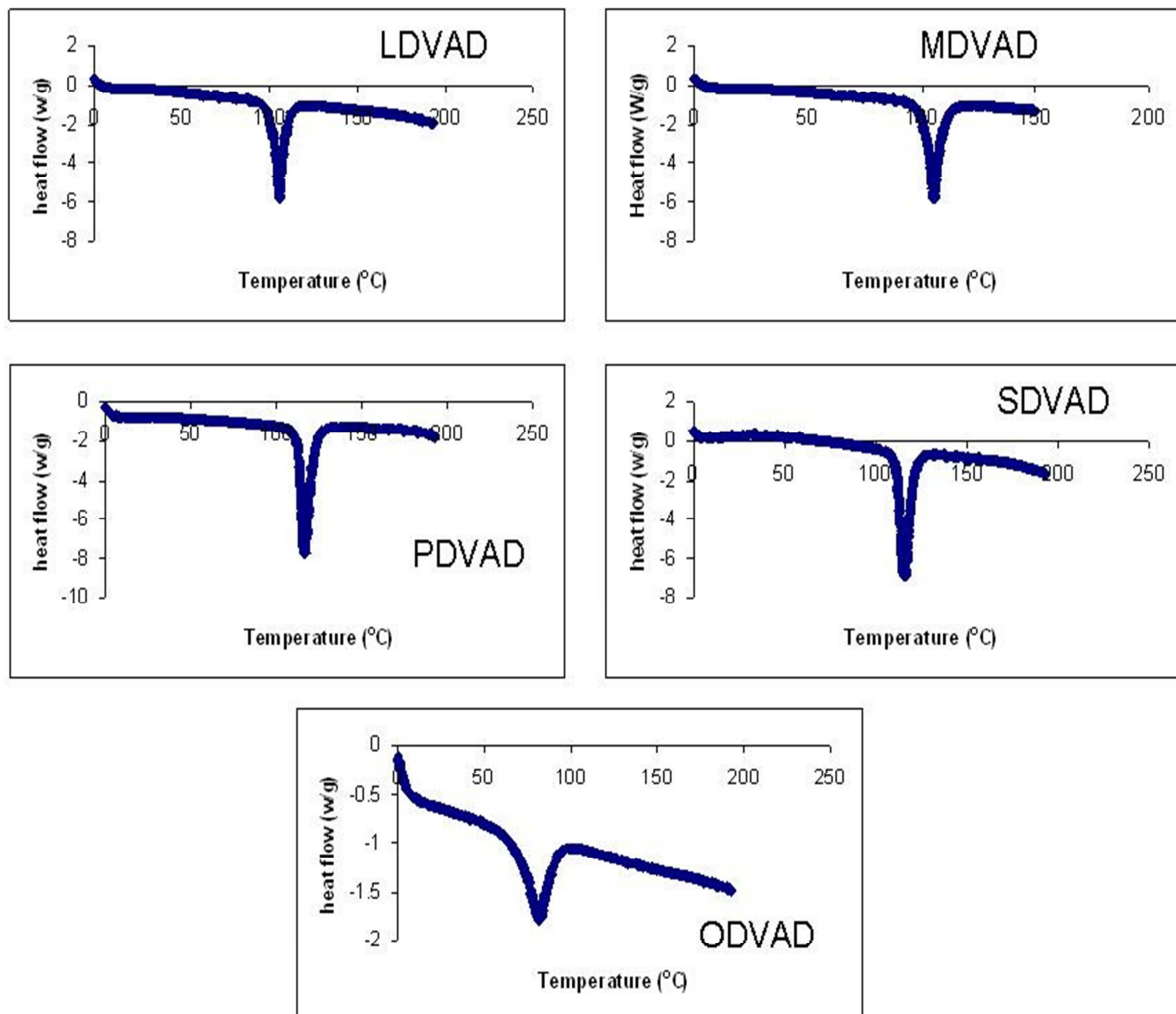 LDVAD
2
0
-2
-4
-6
-8
0 50 100 150 200 250
heat flow (w/g)
Temperature (°C)
MDVAD
2
0
-2
-4
-6
-8
0 50 100 150 200
Heat flow (W/g)
Temperature (°C)
0
-2
-4
-6
-8
-10
0 50 100 150 200 250
heat flow (w/g)
PDVAD
Temperature (°C)
SDVAD
4
2
0
-2
-4
-6
-8
0 50 100 150 200 250
heat flow (w/g)
Temperature (°C)
0
-0.5
-1
-1.5
-2
0 50 100 150 200 250
heat flow (w/g)
ODVAD
Temperature (°C)